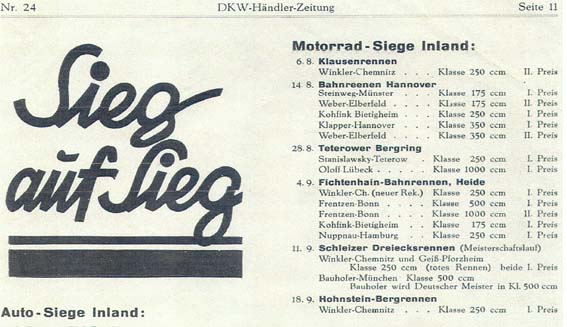 Nr. 24 DKW-Händler-Zeitung Seite 11
Sieg
auf Sieg
Auto-Siege Inland:
Motorrad-Siege Inland:
6. 8. Klausenrennen
Winkler-Chemnitz . . . Klasse 250 ccm II. Preis
14 8. Bahnreenen Hannover
Steinweg-Münster . . . Klasse 175 ccm I. Preis
Weber-Elberfeld . . . . Klasse 175 ccm II. Preis
Kohfink Bietigheim . . . Klasse 250 ccm I. Preis
Klapper-Hannover . . . Klasse 350 ccm I. Preis
Weber-Elberfeld . . . . Klasse 350 ccm II. Preis
28 8. Teterower Bergring
Stanislawsky-Teterow . Klasse 250 ccm I. Preis
Oloff Lübeck . . . . . Klasse 1000 ccm I. Preis
4. 9. Fichtenhain-Bahnrennen, Heide
Winkler-Ch. (neuer Rek.) Klasse 250 ccm I. Preis
Frentzen-Bonn . . . . Klasse 500 ccm I. Preis
Frentzen-Bonn . . . . Klasse 1000 ccm II. Preis
Kohfink-Bietigheim . . . Klasse 175 ccm I. Preis
Nuppnau-Hamburg . . Klasse 250 ccm I. Preis
11. 9. Schleizer Dreiecksrennen (Meisterschaftslauf)
Winkler-Chemnitz und Geiß-Pforzheim
Klasse 250 ccm (totes Rennen) beide I. Preis
Bauhofer-München Klasse 500 ccm
Bauhofer wird Deutscher Meister in Kl. 500 ccm
18. 9. Hohnstein-Bergrennen
Winkler-Chemnitz . . . Klasse 250 ccm I. Preis